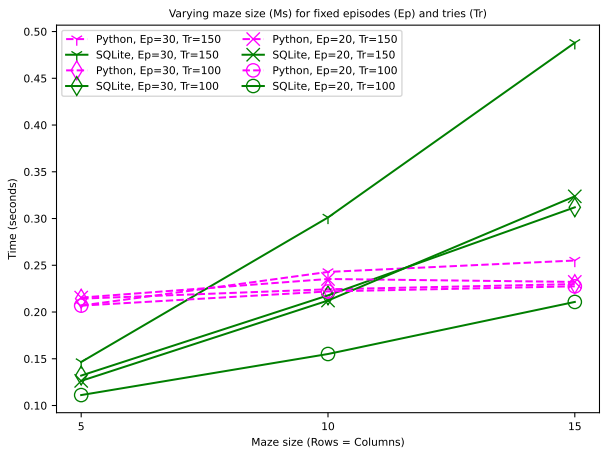 Varying maze size (Ms) for fixed episodes (Ep) and tries (Tr)
Python, Ep=30, Tr=150
SQLite, Ep=30, Tr=150
Python, Ep=30, Tr=100
SQLite, Ep=30, Tr=100
Python, Ep=20, Tr=150
SQLite, Ep=20, Tr=150
Python, Ep=20, Tr=100
SQLite, Ep=20, Tr=100
Time (seconds)
0.50
0.45
0.40
0.35
0.30
0.25
0.20
0.15
0.10
5
10
15
Maze size (Rows = Columns)